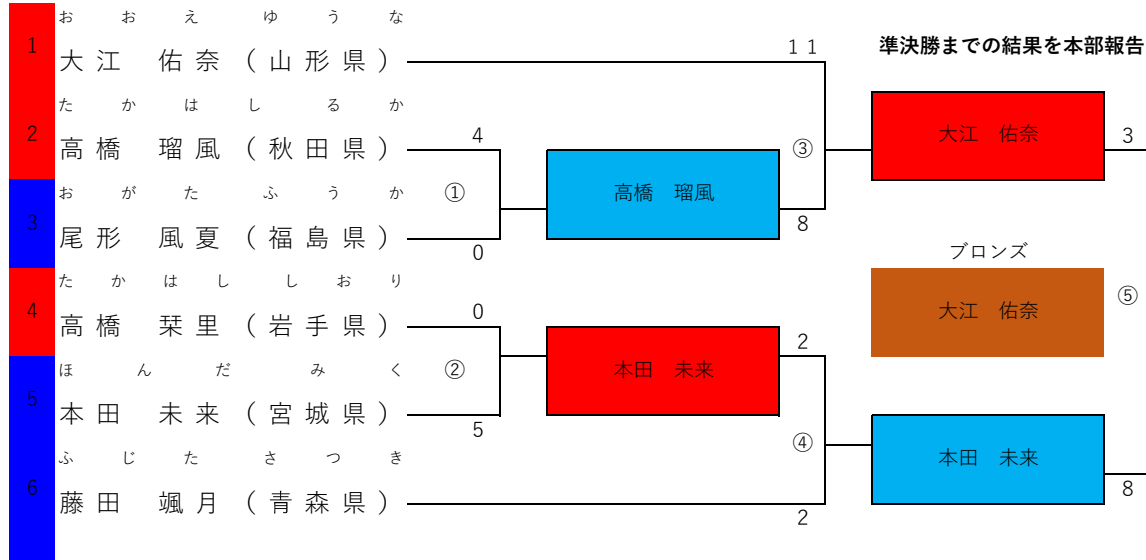 おおえゆうな
1
大江 佑奈(山形県)
11
準決勝までの結果を本部報告
たかはしるか
2
高橋 瑠風(秋田県)
4
③
大江 佑奈
3
おがたふうか
3
尾形 風夏(福島県)
①
0
高橋 瑠風
8
ブロンズ
大江 佑奈
⑤
たかはししおり
4
高橋 栞里(岩手県)
0
ほんだみく
5
本田 未来(宮城県)
②
5
本田 未来
2
④
本田 未来
8
ふじたさつき
6
藤田 颯月(青森県)
2